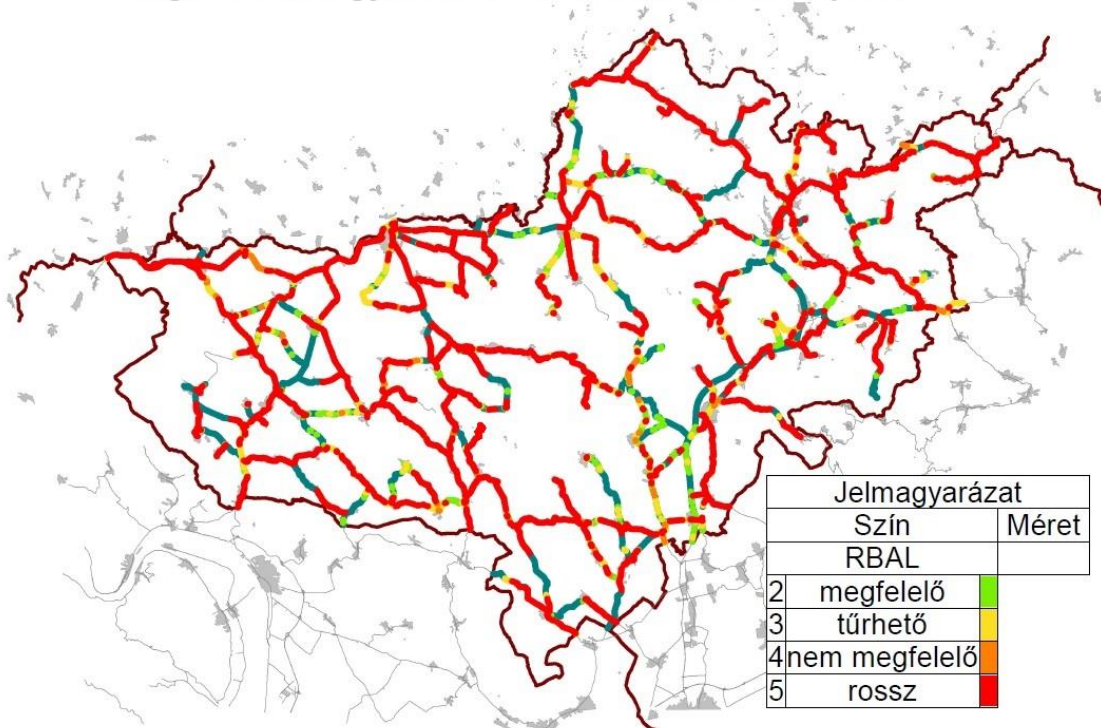 Jelmagyarázat
Szín Méret
RBAL
2 megfelelő
3 tűrhető
4 nem megfelelő
5 rossz